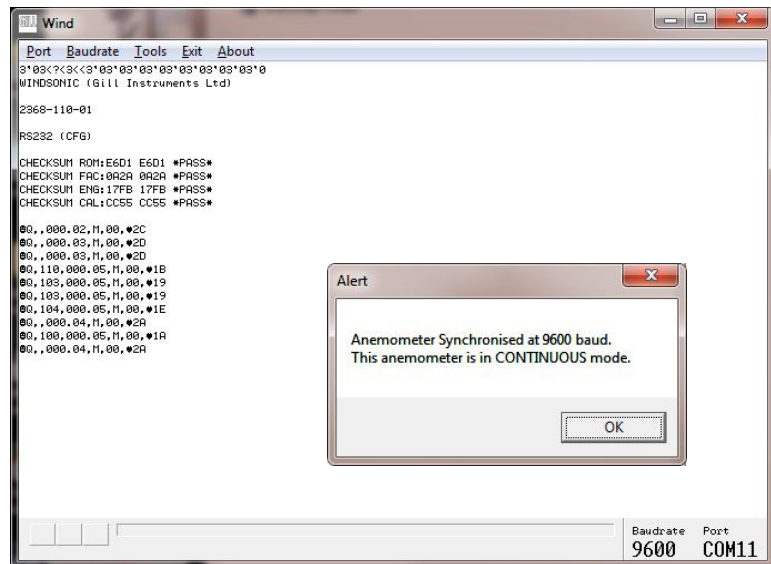 GILL Wind
Port Baudrate Tools Exit About
3'03<?<3<<3'03'03'03'03'03'03'03'03'0
WINDSONIC (Gill Instruments Ltd)
2368-110-01
RS232 (CFG)
CHECKSUM ROM:E6D1 E6D1 *PASS*
CHECKSUM FAC:0A2A 0A2A *PASS*
CHECKSUM ENG:17FB 17FB *PASS*
CHECKSUM CAL:CC55 CC55 *PASS*
☻Q,,000.02,M,00,♥2C
☻Q,,000.03,M,00,♥2D
☻Q,,000.03,M,00,♥2D
☻Q,110,000.05,M,00,♥1B
☻Q,103,000.05,M,00,♥19
☻Q,103,000.05,M,00,♥19
☻Q,104,000.05,M,00,♥1E
☻Q,,000.04,M,00,♥2A
☻Q,100,000.05,M,00,♥1A
☻Q,,000.04,M,00,♥2A
Alert
Anemometer Synchronised at 9600 baud.
This anemometer is in CONTINUOUS mode.
OK
Baudrate Port
9600 COM11